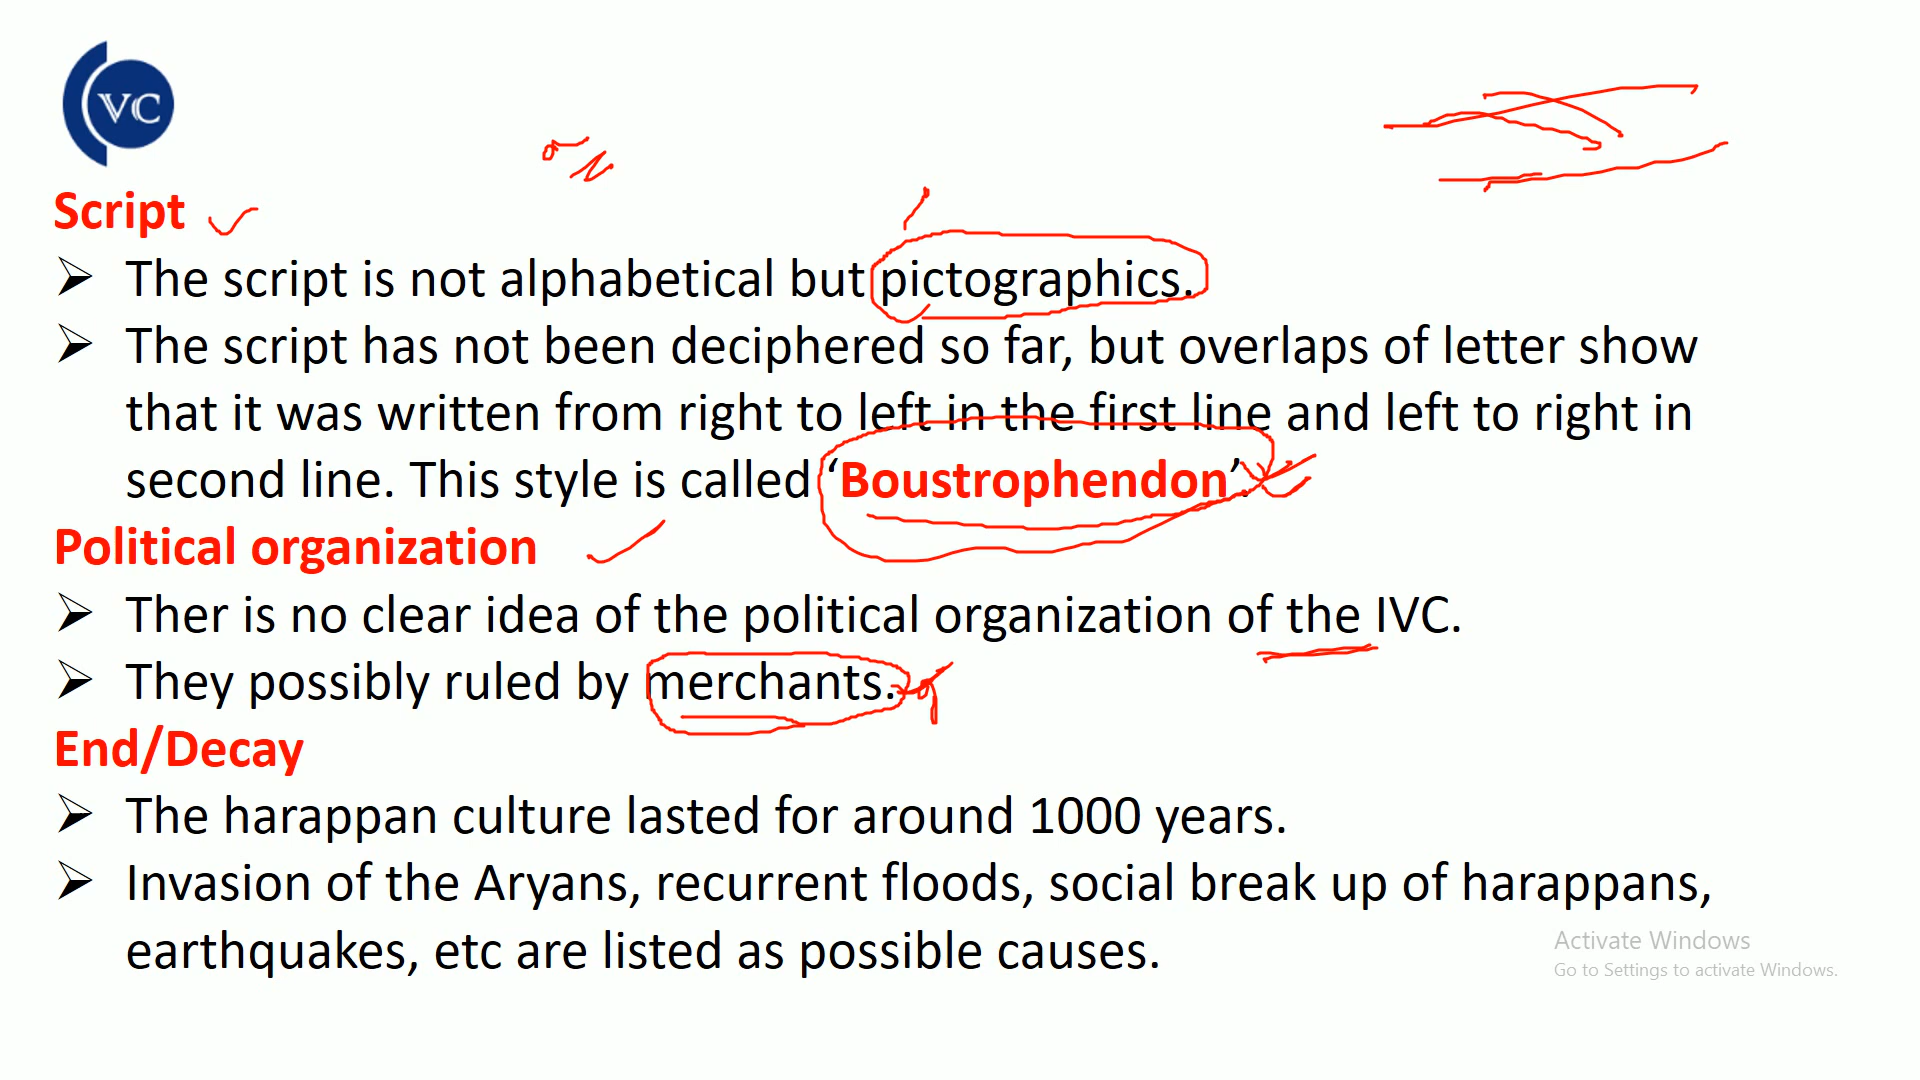 VC
Script
➢ The script is not alphabetical but pictographics.
➢ The script has not been deciphered so far, but overlaps of letter show
that it was written from right to left in the first line and left to right in
second line. This style is called ‘Boustrophendon’.
Political organization
➢ Ther is no clear idea of the political organization of the IVC.
➢ They possibly ruled by merchants.
End/Decay
➢ The harappan culture lasted for around 1000 years.
➢ Invasion of the Aryans, recurrent floods, social break up of harappans,
earthquakes, etc are listed as possible causes.
Activate Windows
Go to Settings to activate Windows.